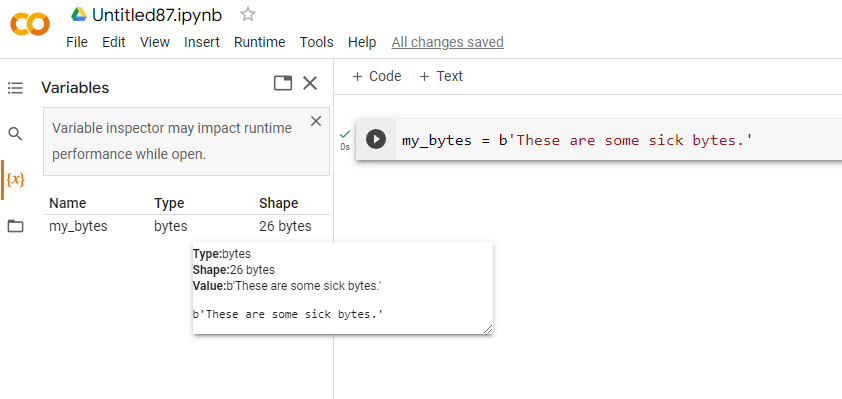 Untitled87.ipynb
File Edit View Insert Runtime Tools Help All changes saved
Variables
+ Code + Text
Variable inspector may impact runtime
performance while open.
0s
my_bytes = b'These are some sick bytes.'
{x}
Name Type Shape
my_bytes bytes 26 bytes
Type:bytes
Shape:26 bytes
Value:b'These are some sick bytes.'
b'These are some sick bytes.'